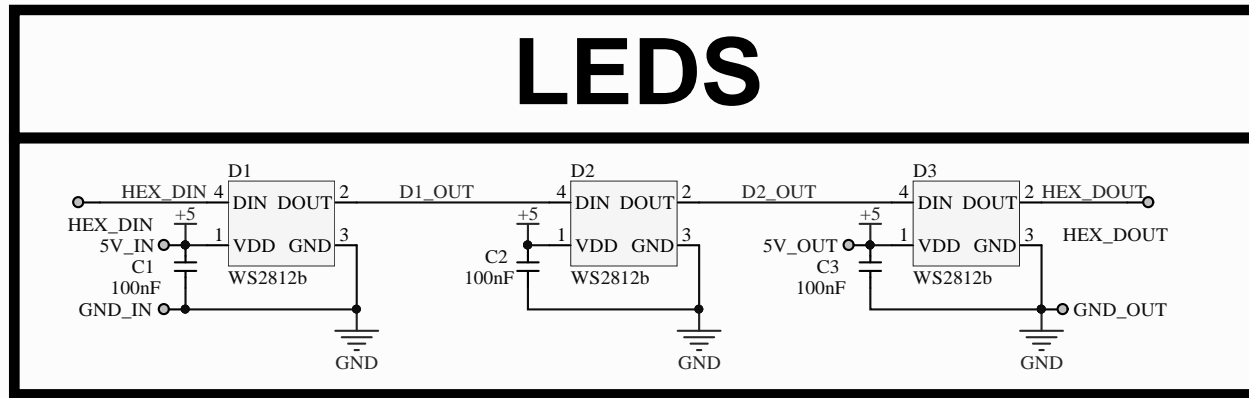 LEDS
D1
D2
D3
HEX_DIN 4 DIN DOUT 2 D1_OUT 4 DIN DOUT 2 D2_OUT 4 DIN DOUT 2 HEX_DOUT
HEX_DIN +5 +5 +5 HEX_DOUT
5V_IN 1 VDD GND 3 1 VDD GND 3 5V_OUT 1 VDD GND 3
C1 C2 C3
100nF WS2812b 100nF WS2812b 100nF WS2812b
GND_IN GND_OUT
GND GND GND